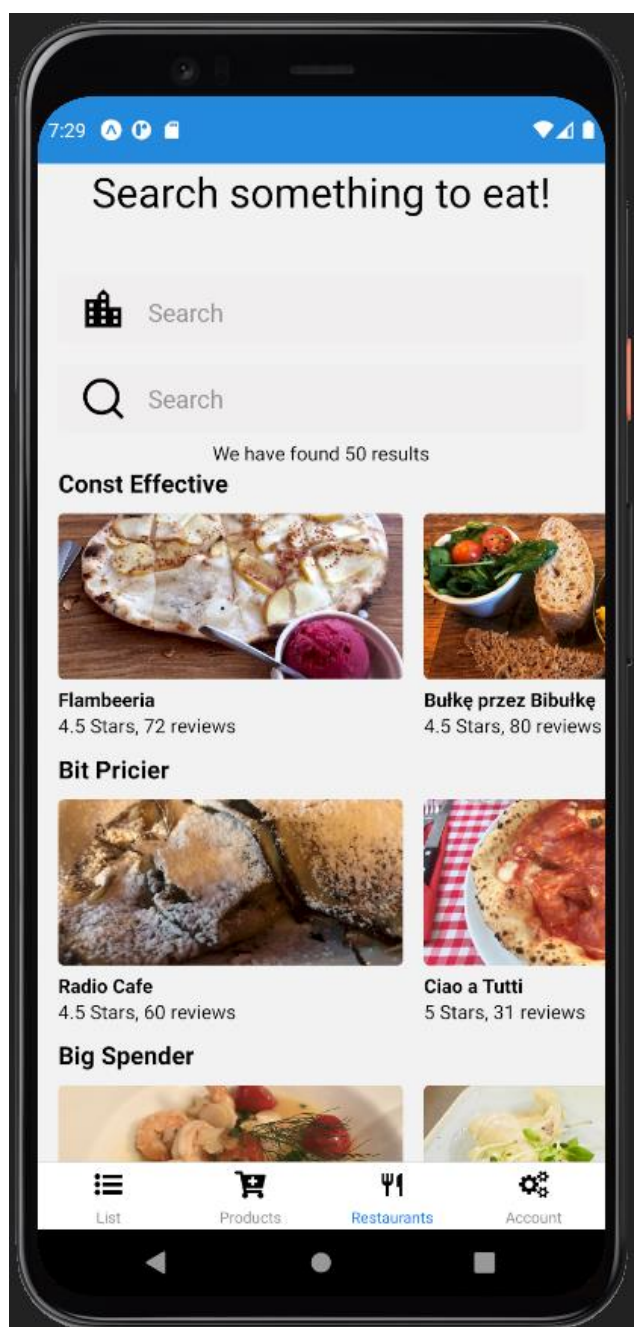 7:29
Search something to eat!
Search
Search
We have found 50 results
Const Effective
Flambeeria
4.5 Stars, 72 reviews
Bułkę przez Bibułkę
4.5 Stars, 80 reviews
Bit Pricier
Radio Cafe
4.5 Stars, 60 reviews
Ciao a Tutti
5 Stars, 31 reviews
Big Spender
List
Products
Restaurants
Account